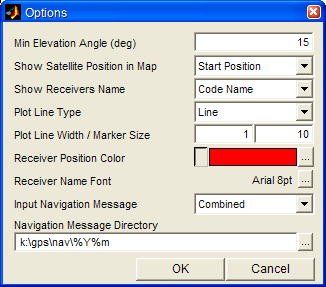 Options
Min Elevation Angle (deg) 15
Show Satellite Position in Map Start Position
Show Receivers Name Code Name
Plot Line Type Line
Plot Line Width / Marker Size 1 10
Receiver Position Color ...
Receiver Name Font Arial 8pt ...
Input Navigation Message Combined
Navigation Message Directory
k:\gps\nav\%Y%m ...
OK Cancel